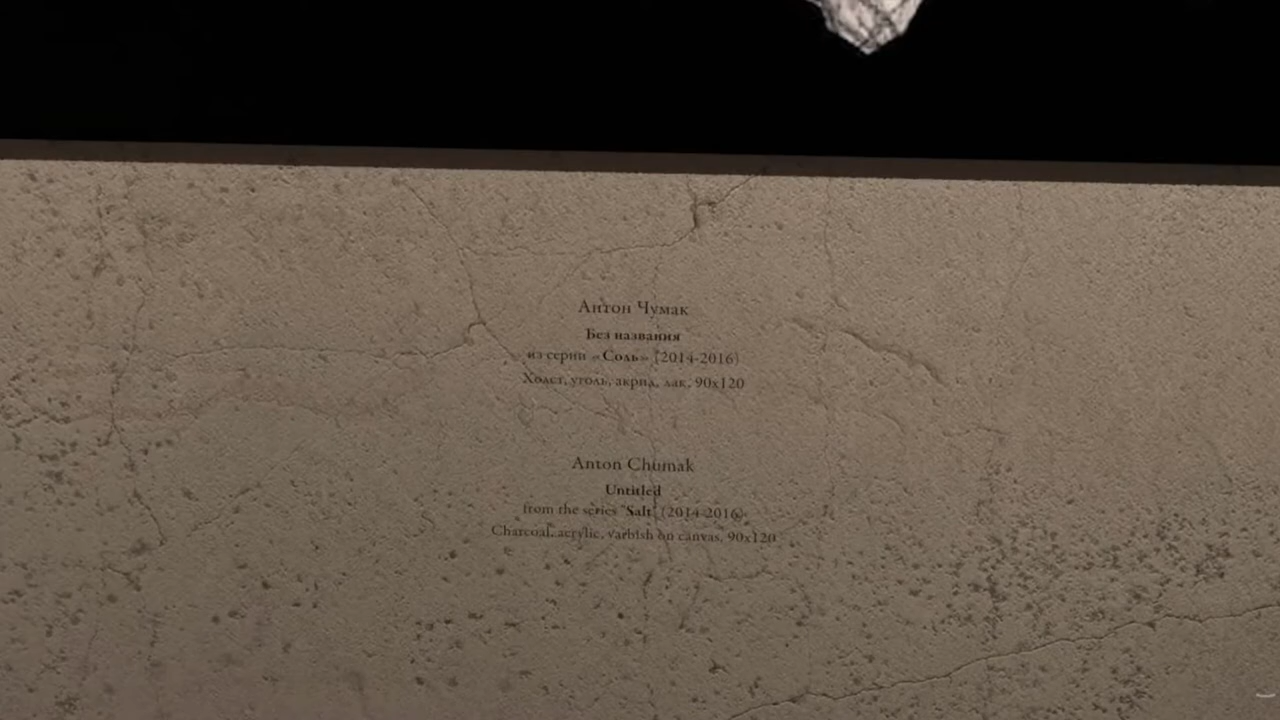 Антон Чумак
Без названия
из серии «Соль» (2014-2016)
Холст, уголь, акрил, лак, 90x120
Anton Chumak
Untitled
from the series "Salt" (2014-2016)
Charcoal, acrylic, varbish on canvas, 90x120